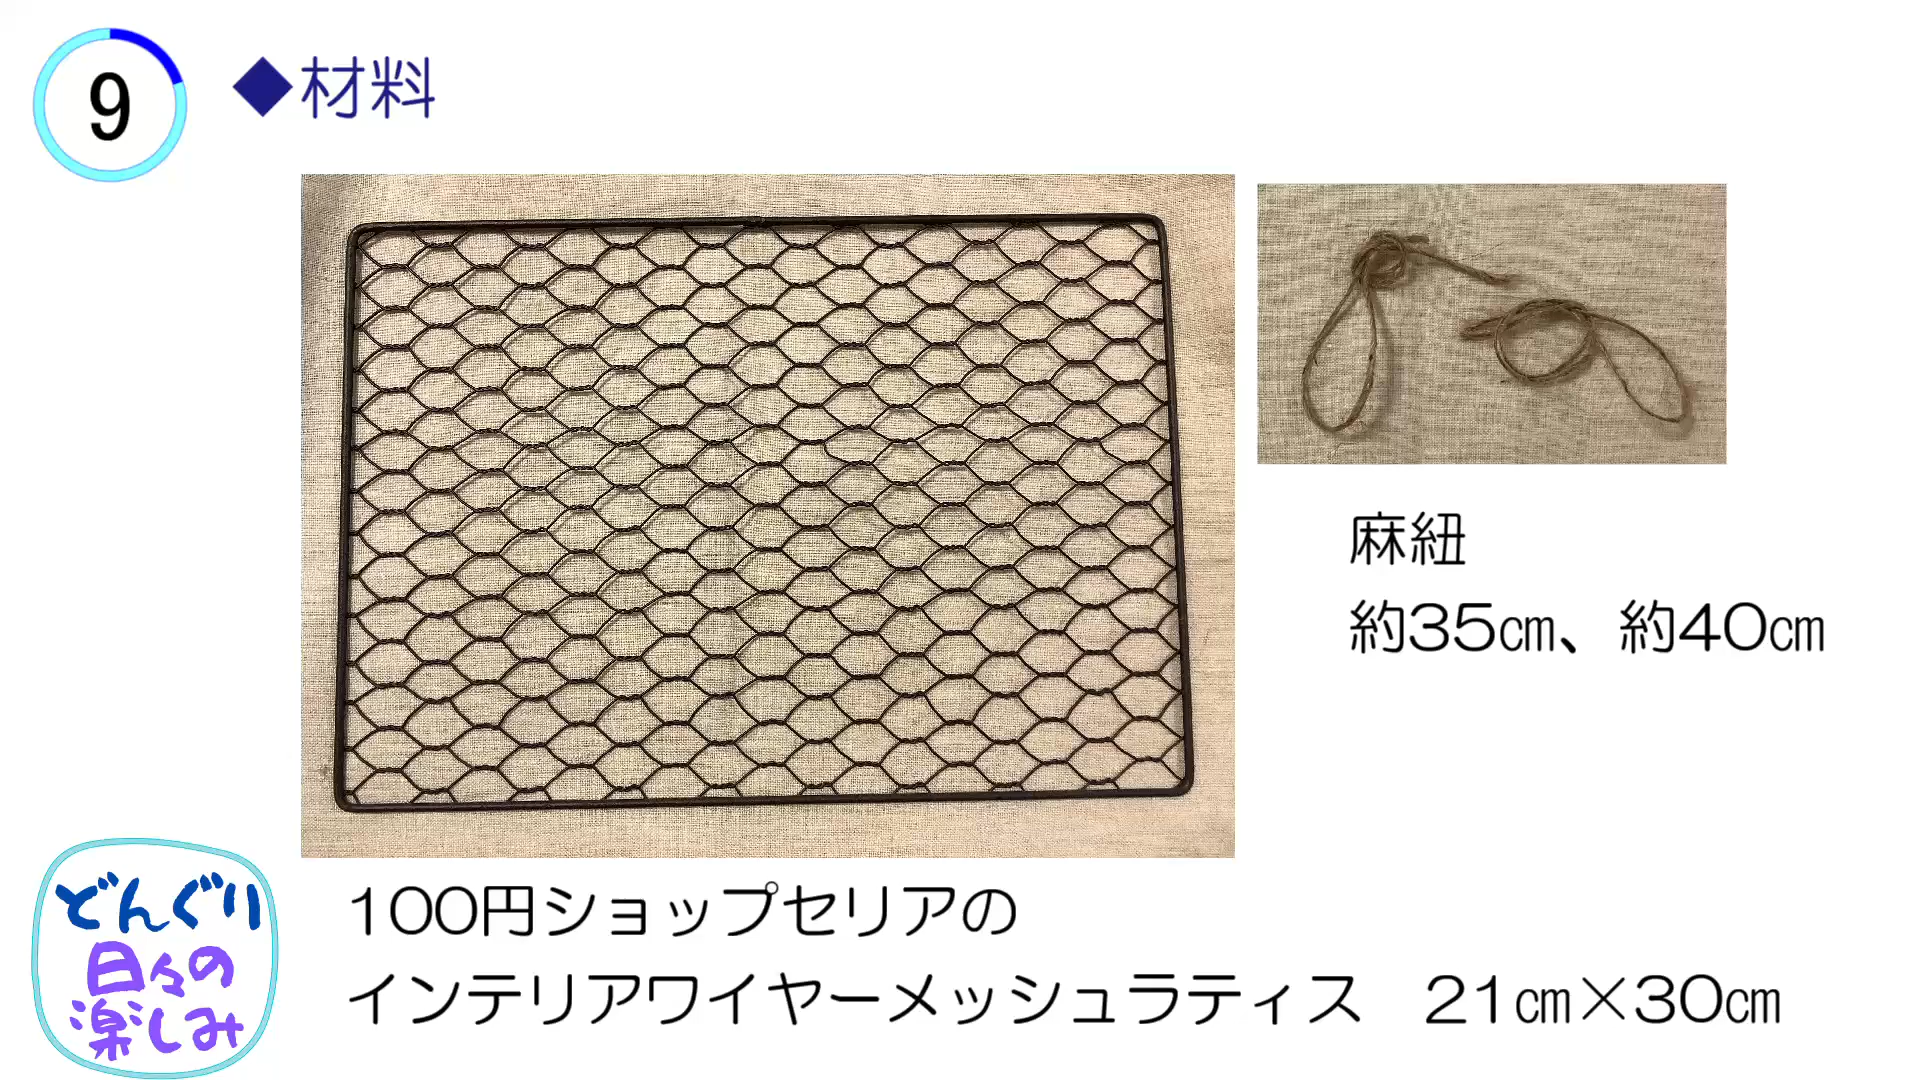 9
◆材料
麻紐
約35㎝、約40㎝
100円ショップセリアの
インテリアワイヤーメッシュラティス　21㎝×30㎝
どんぐり
日々の
楽しみ